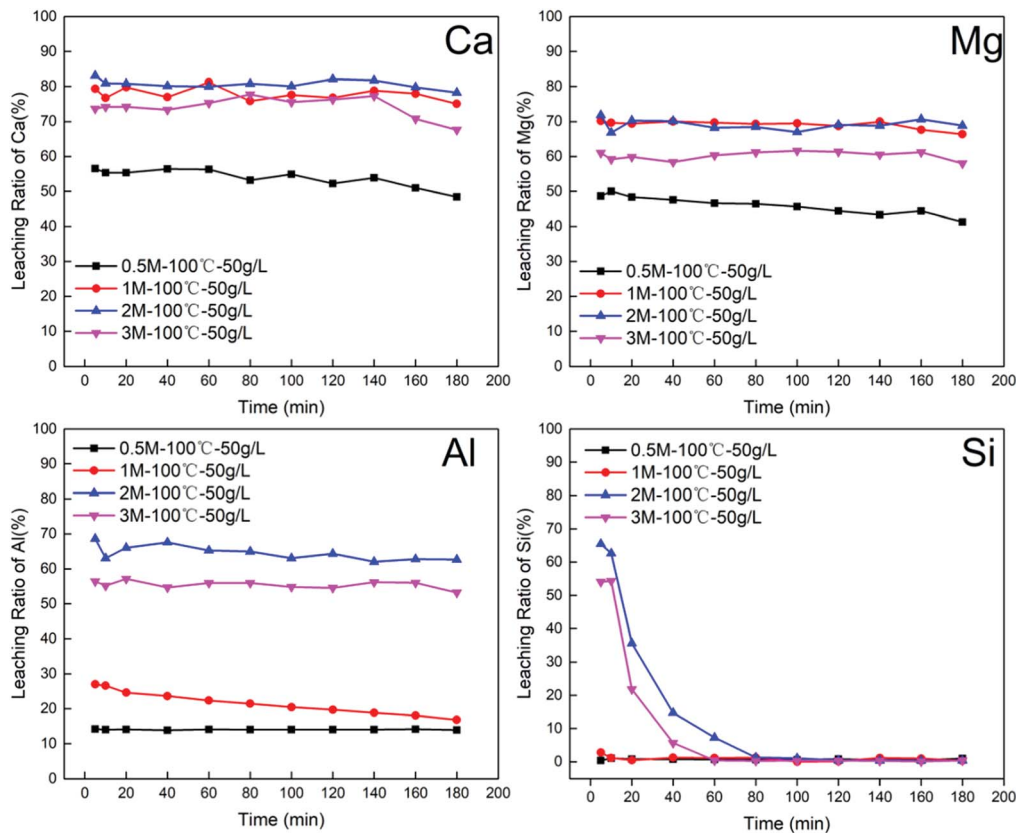 Ca
Leaching Ratio of Ca(%)
100
90
80
70
60
50
40
30
20
10
0
0.5M-100℃-50g/L
1M-100℃-50g/L
2M-100℃-50g/L
3M-100℃-50g/L
0 20 40 60 80 100 120 140 160 180 200
Time (min)
Mg
Leaching Ratio of Mg(%)
100
90
80
70
60
50
40
30
20
10
0
0.5M-100℃-50g/L
1M-100℃-50g/L
2M-100℃-50g/L
3M-100℃-50g/L
0 20 40 60 80 100 120 140 160 180 200
Time (min)
Al
Leaching Ratio of Al(%)
100
90
80
70
60
50
40
30
20
10
0
0.5M-100℃-50g/L
1M-100℃-50g/L
2M-100℃-50g/L
3M-100℃-50g/L
0 20 40 60 80 100 120 140 160 180 200
Time (min)
Si
Leaching Ratio of Si(%)
100
90
80
70
60
50
40
30
20
10
0
0.5M-100℃-50g/L
1M-100℃-50g/L
2M-100℃-50g/L
3M-100℃-50g/L
0 20 40 60 80 100 120 140 160 180 200
Time (min)